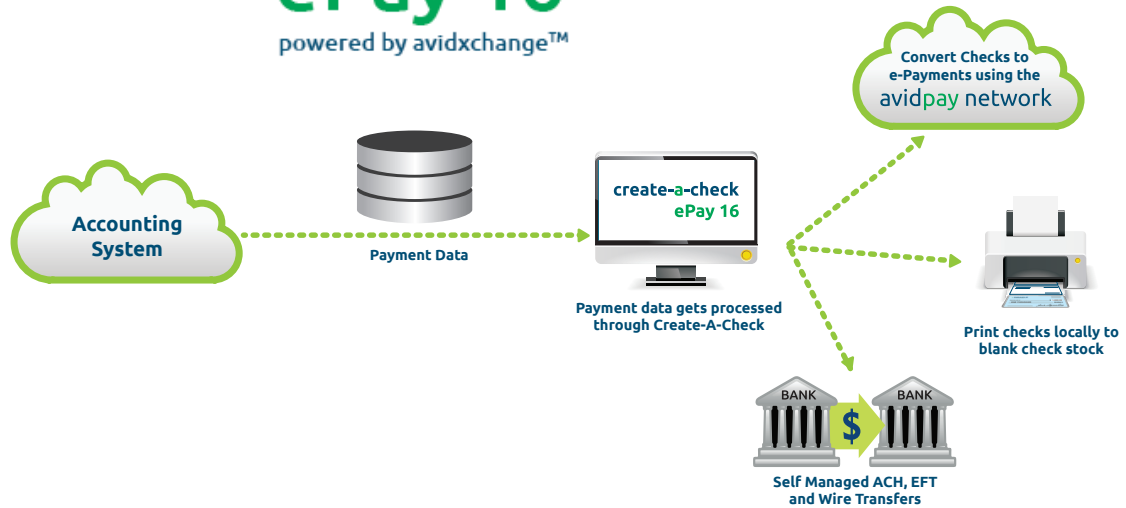 ePay 16
powered by avidxchange™
Convert Checks to
e-Payments using the
avidpay network
Accounting
System
Payment Data
create-a-check
ePay 16
Payment data gets processed
through Create-A-Check
Print checks locally to
blank check stock
BANK
$
BANK
Self Managed ACH, EFT
and Wire Transfers